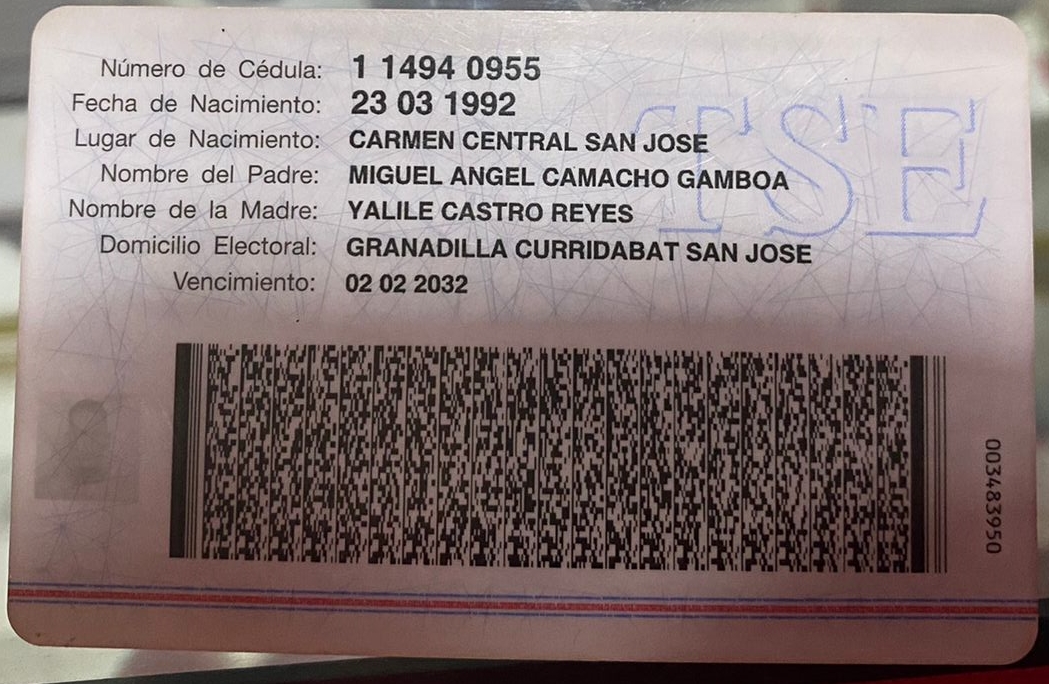 Número de Cédula: 1 1494 0955
Fecha de Nacimiento: 23 03 1992
Lugar de Nacimiento: CARMEN CENTRAL SAN JOSE
Nombre del Padre: MIGUEL ANGEL CAMACHO GAMBOA
Nombre de la Madre: YALILE CASTRO REYES
Domicilio Electoral: GRANADILLA CURRIDABAT SAN JOSE
Vencimiento: 02 02 2032
TSE
003483950